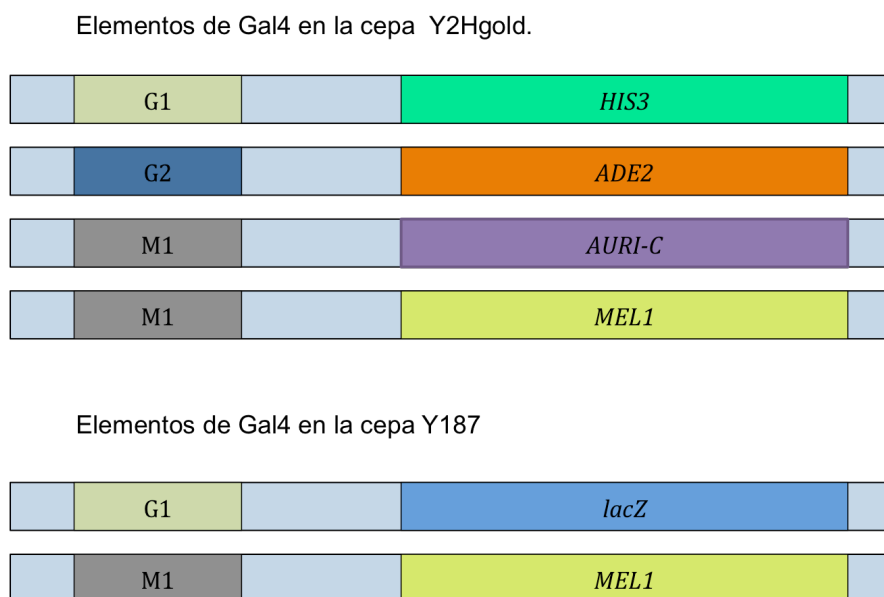 Elementos de Gal4 en la cepa Y2Hgold.
G1 HIS3
G2 ADE2
M1 AURI-C
M1 MEL1
Elementos de Gal4 en la cepa Y187
G1 lacZ
M1 MEL1